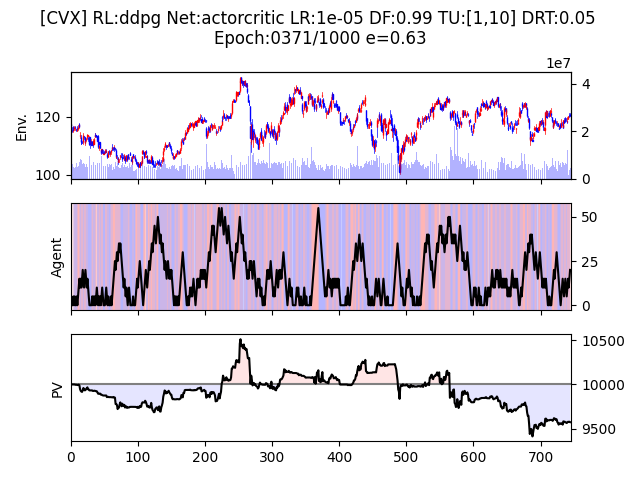 [CVX] RL:ddpg Net:actorcritic LR:1e-05 DF:0.99 TU:[1,10] DRT:0.05
Epoch:0371/1000 e=0.63
1e7
Env.
120
100
4
2
0
Agent
50
25
0
PV
10500
10000
9500
0 100 200 300 400 500 600 700